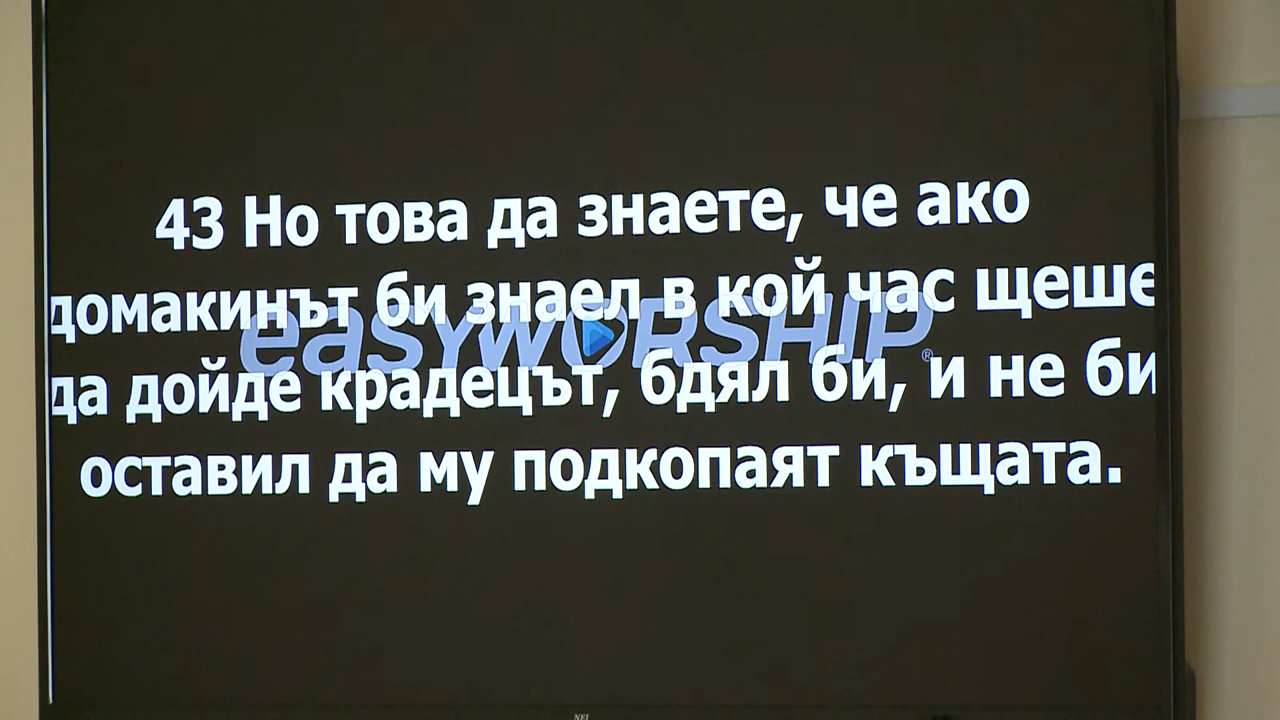 43 Но това да знаете, че ако
домакинът би знаел в кой час щеше
easyworship®
да дойде крадецът, бдял би, и не би
оставил да му подкопаят къщата.